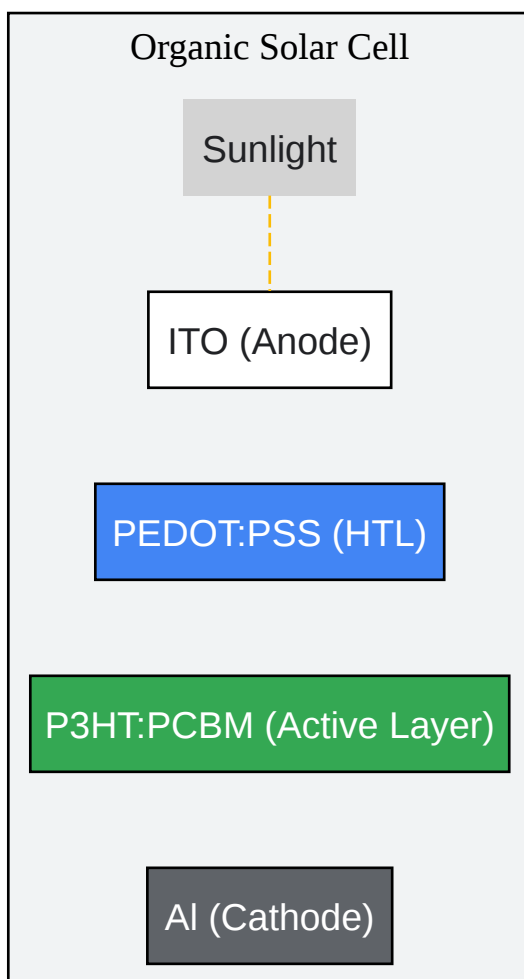 Organic Solar Cell
Sunlight
ITO (Anode)
PEDOT:PSS (HTL)
P3HT:PCBM (Active Layer)
Al (Cathode)